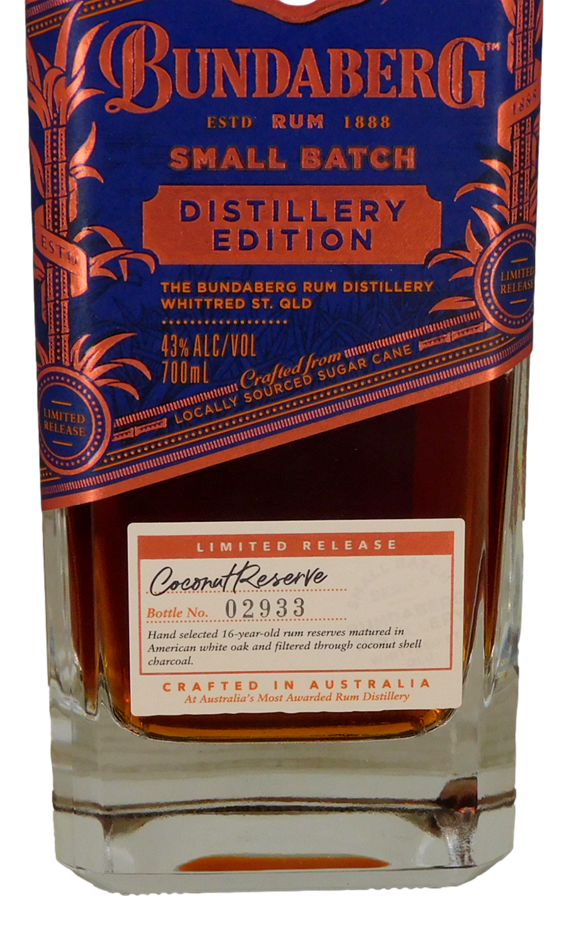 BUNDABERG™
ESTD RUM 1888
SMALL BATCH
DISTILLERY
EDITION
THE BUNDABERG RUM DISTILLERY
WHITTRED ST. QLD
43% ALC/VOL
700mL
Crafted from
LOCALLY SOURCED SUGAR CANE
ESTD
1888
LIMITED
RELEASE
LIMITED
RELEASE
LIMITED RELEASE
Coconut Reserve
Bottle No. 02933
Hand selected 16-year-old rum reserves matured in
American white oak and filtered through coconut shell
charcoal.
CRAFTED IN AUSTRALIA
At Australia's Most Awarded Rum Distillery